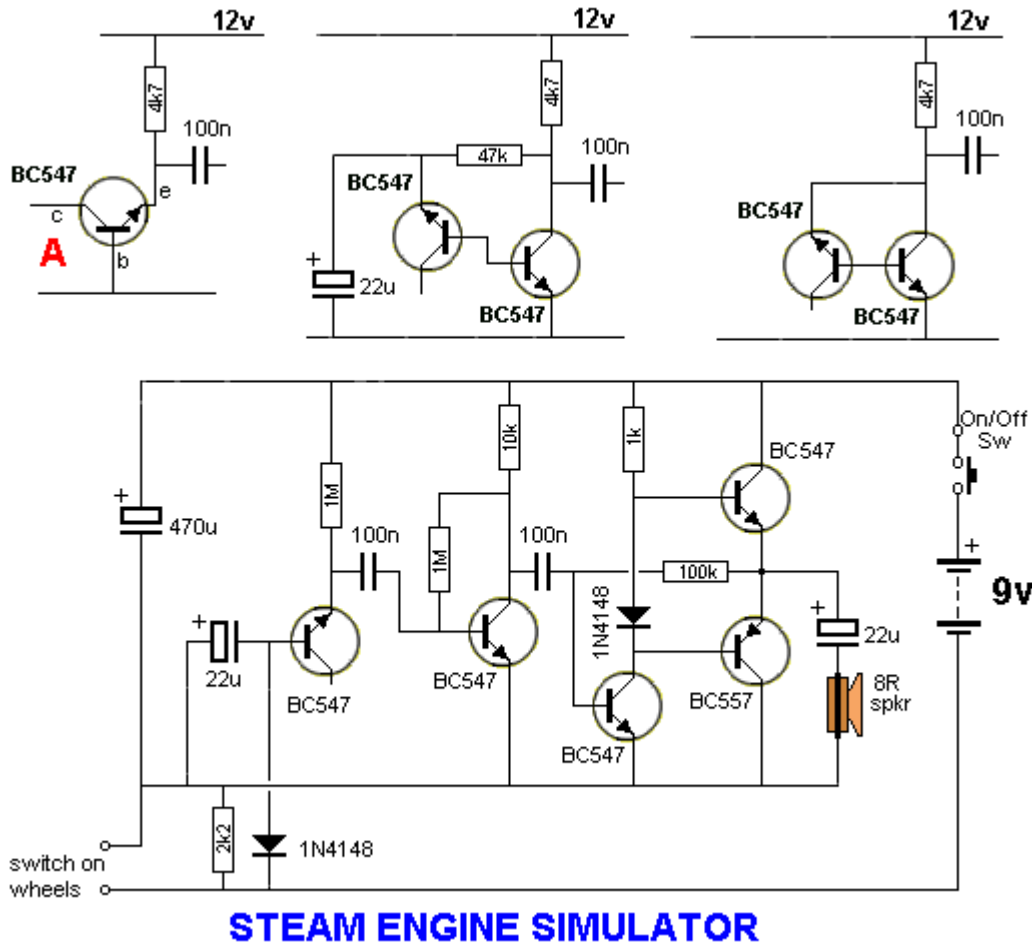 12v
4k7
100n
BC547
c
e
b
A
12v
4k7
47k
100n
BC547
+
22u
BC547
12v
4k7
100n
BC547
BC547
+
470u
1M
100n
1M
10k
100n
1k
BC547
On/Off
Sw
+
9v
100k
1N4148
+
22u
+
22u
BC547
BC547
BC547
BC557
8R
spkr
2k2
1N4148
switch on
wheels
STEAM ENGINE SIMULATOR